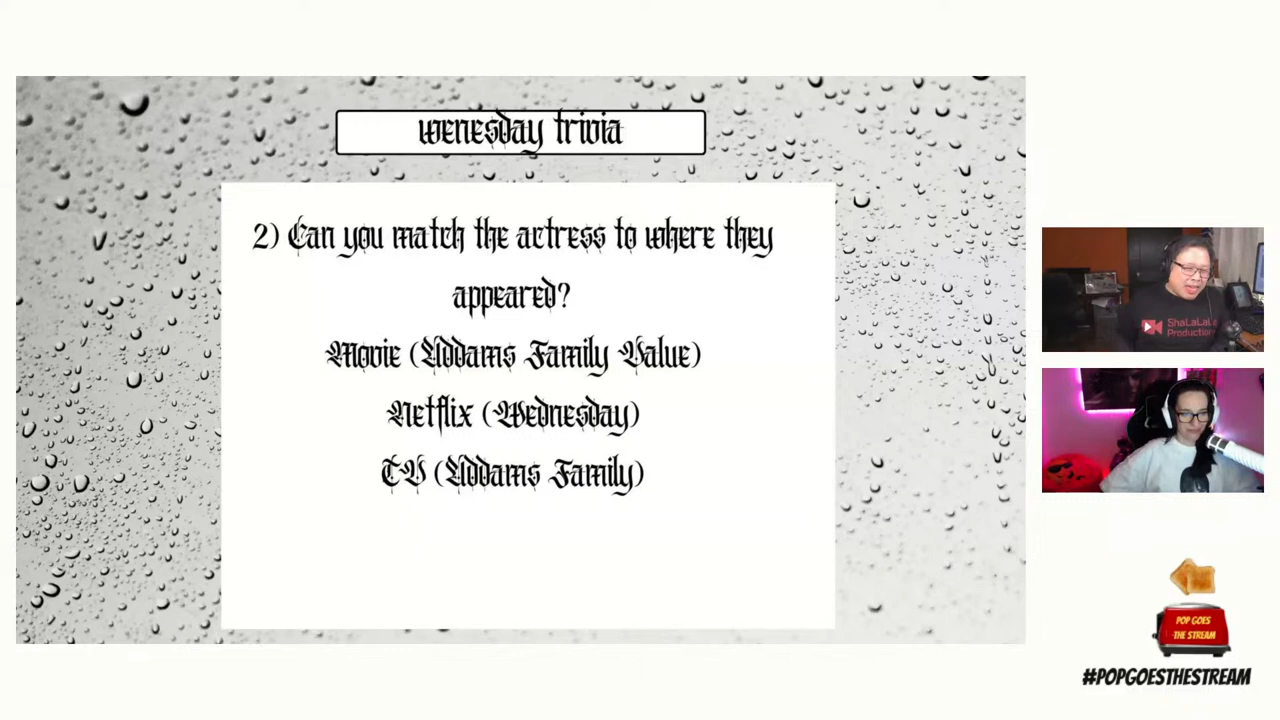 wenesday trivia
2) Can you match the actress to where they
appeared?
Movie (Addams Family Value)
Netflix (Wednesday)
TV (Addams Family)
ShaLaLaLa
Productions
POP GOES
THE STREAM
#POPGOESTHESTREAM